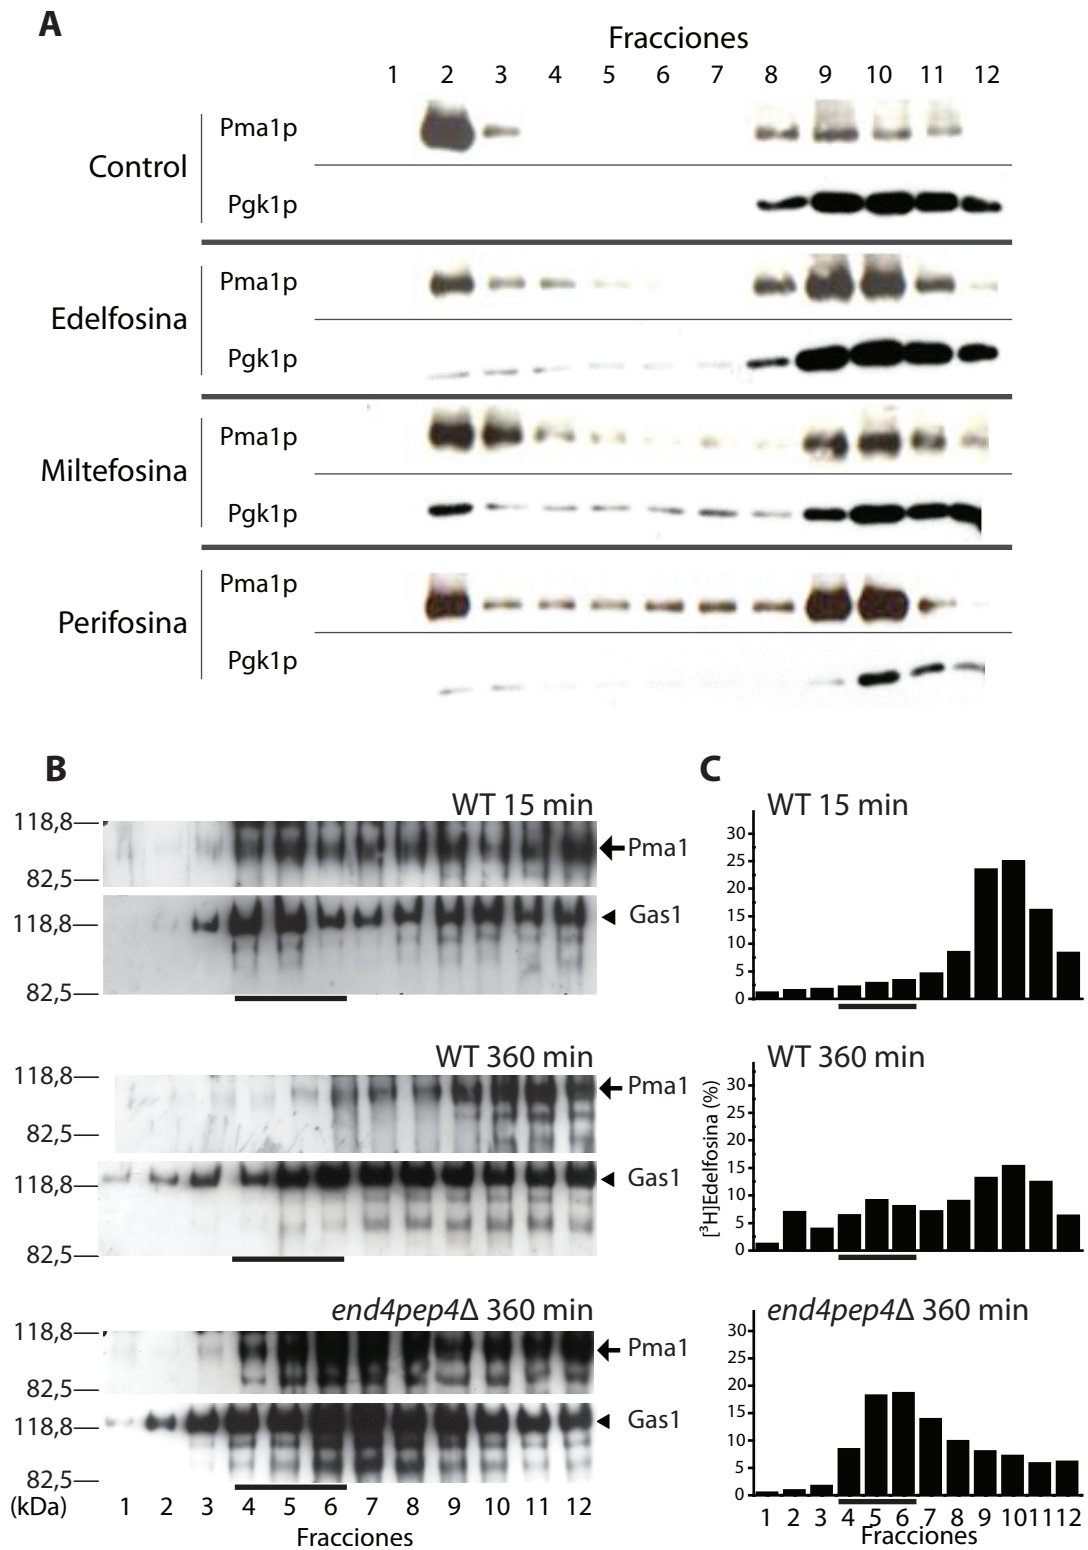 A
Fracciones
1 2 3 4 5 6 7 8 9 10 11 12
Control
Pma1p
Pgk1p
Edelfosina
Pma1p
Pgk1p
Miltefosina
Pma1p
Pgk1p
Perifosina
Pma1p
Pgk1p
B
WT 15 min
118,8
82,5
Pma1
118,8
82,5
Gas1
WT 360 min
118,8
82,5
Pma1
118,8
82,5
Gas1
end4pep4Δ 360 min
118,8
82,5
Pma1
118,8
82,5
Gas1
(kDa) 1 2 3 4 5 6 7 8 9 10 11 12
Fracciones
C
WT 15 min
30
25
20
15
10
5
0
WT 360 min
[³H]Edelfosina (%)
30
25
20
15
10
5
0
end4pep4Δ 360 min
30
25
20
15
10
5
0
1 2 3 4 5 6 7 8 9 10 11 12
Fracciones